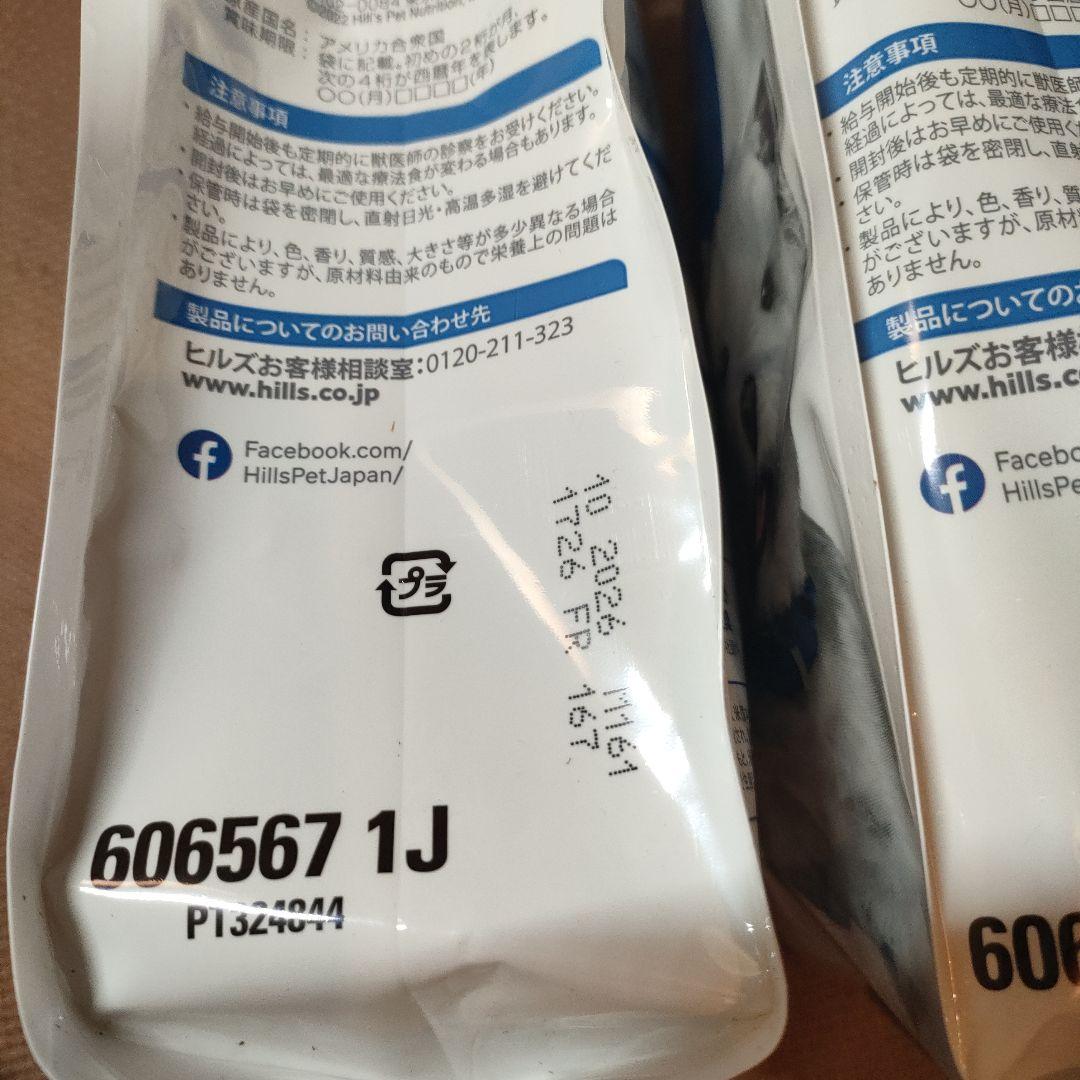 ©2022 Hill's Pet Nutrition,
原産国名： アメリカ合衆国
賞味期限： 袋に記載。初めの2桁が月、
次の4桁が西暦年を表します。
○○(月)□□□□(年)
注意事項
・給与開始後も定期的に獣医師の診察をお受けください。
経過によっては、最適な療法食が変わる場合もあります。
・開封後はお早めにご使用ください。
・保管時は袋を密閉し、直射日光・高温多湿を避けてくだ
さい。
・製品により、色、香り、質感、大きさ等が多少異なる場合
がございますが、原材料由来のもので栄養上の問題は
ありません。
製品についてのお問い合わせ先
ヒルズお客様相談室：0120-211-323
www.hills.co.jp
Facebook.com/
HillsPetJapan/
10 2026 M161
1726 FR 167
プラ
606567 1J
PT324844
○○(月)□□□
注意事項
・給与開始後も定期的に獣医師
経過によっては、最適な療法
・開封後はお早めにご使用く
・保管時は袋を密閉し、直射
さい。
・製品により、色、香り、質
がございますが、原材
ありません。
製品についてのお
ヒルズお客様
www.hills.c
Facebo
HillsPe
606